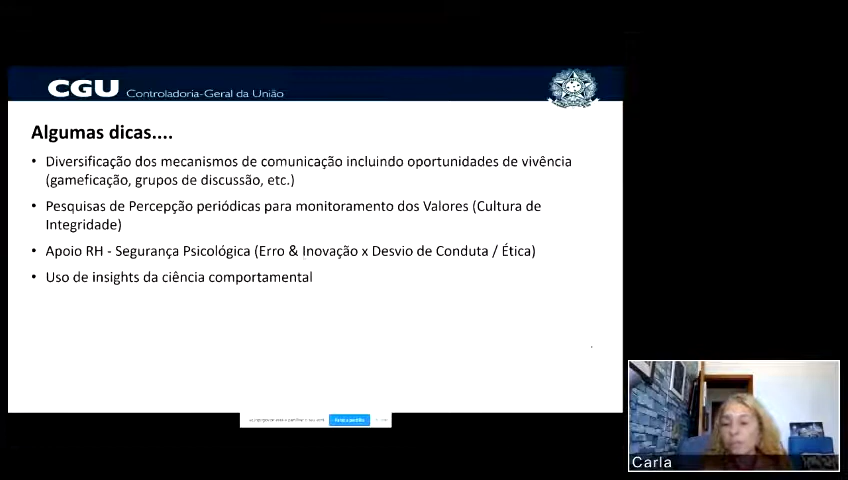 CGU Controladoria-Geral da União
Algumas dicas....
• Diversificação dos mecanismos de comunicação incluindo oportunidades de vivência
(gameficação, grupos de discussão, etc.)
• Pesquisas de Percepção periódicas para monitoramento dos Valores (Cultura de
Integridade)
• Apoio RH - Segurança Psicológica (Erro & Inovação x Desvio de Conduta / Ética)
• Uso de insights da ciência comportamental
Carla